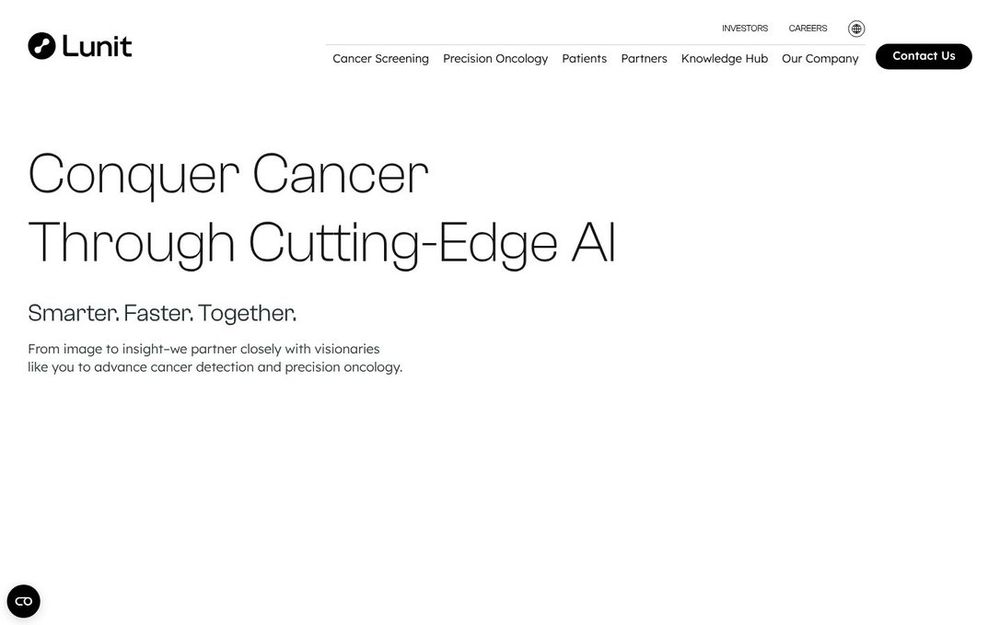 Lunit
INVESTORS CAREERS
Cancer Screening Precision Oncology Patients Partners Knowledge Hub Our Company
Contact Us
Conquer Cancer
Through Cutting-Edge AI
Smarter. Faster. Together.
From image to insight–we partner closely with visionaries
like you to advance cancer detection and precision oncology.